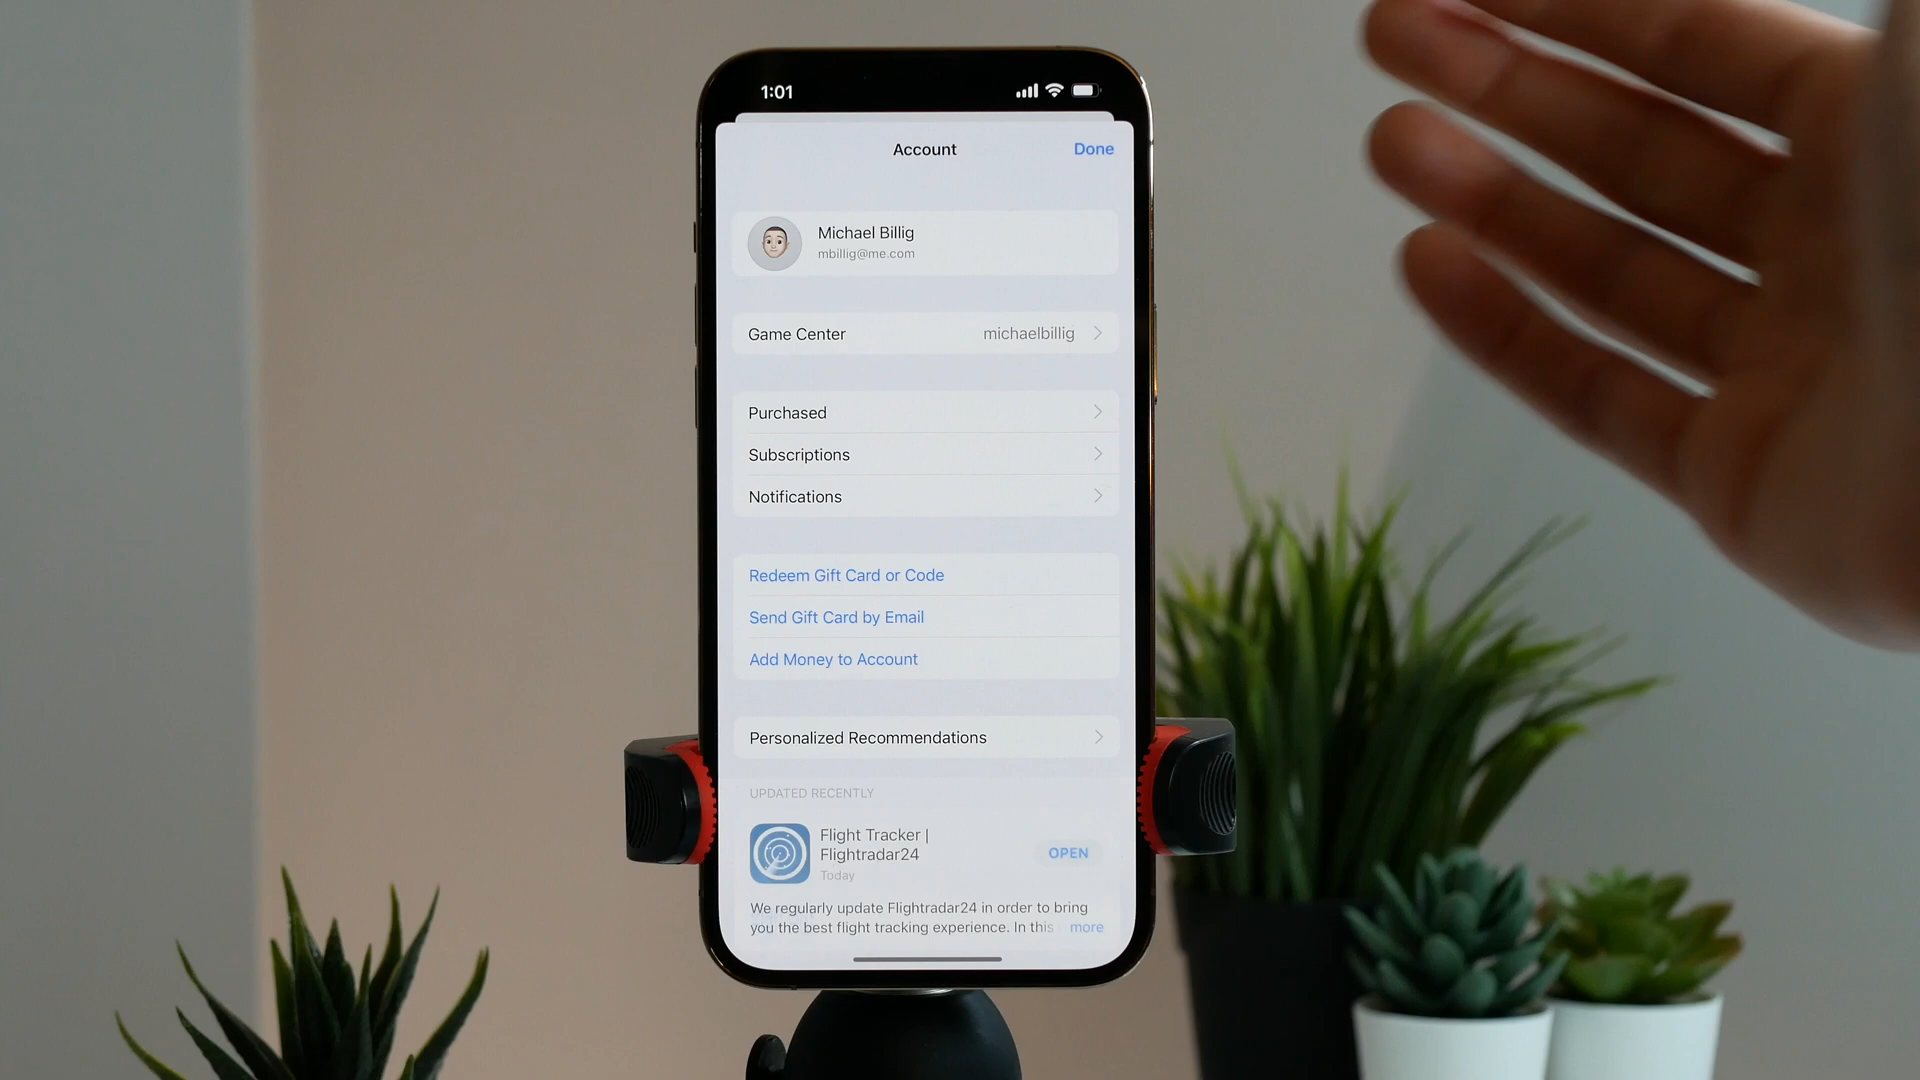 1:01
Account
Done
Michael Billig
mbillig@me.com
Game Center
michaelbillig
Purchased
Subscriptions
Notifications
Redeem Gift Card or Code
Send Gift Card by Email
Add Money to Account
Personalized Recommendations
UPDATED RECENTLY
Flight Tracker |
Flightradar24
Today
OPEN
We regularly update Flightradar24 in order to bring
you the best flight tracking experience. In this
more